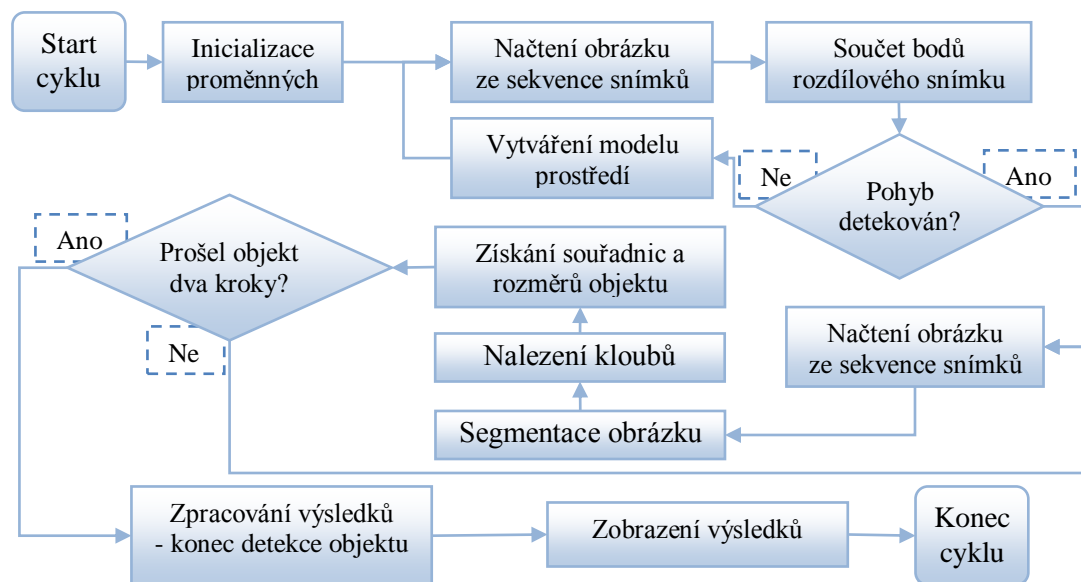 Start
cyklu
Inicializace
proměnných
Načtení obrázku
ze sekvence snímků
Součet bodů
rozdílového snímku
Vytváření modelu
prostředí
Ne
Pohyb
detekován?
Ano
Ano
Prošel objekt
dva kroky?
Ne
Získání souřadnic a
rozměrů objektu
Načtení obrázku
ze sekvence snímků
Nalezení kloubů
Segmentace obrázku
Zpracování výsledků
- konec detekce objektu
Zobrazení výsledků
Konec
cyklu